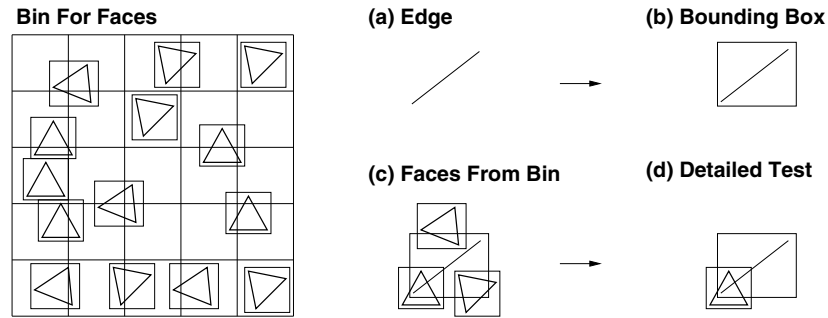 Bin For Faces
(a) Edge
(b) Bounding Box
(c) Faces From Bin
(d) Detailed Test